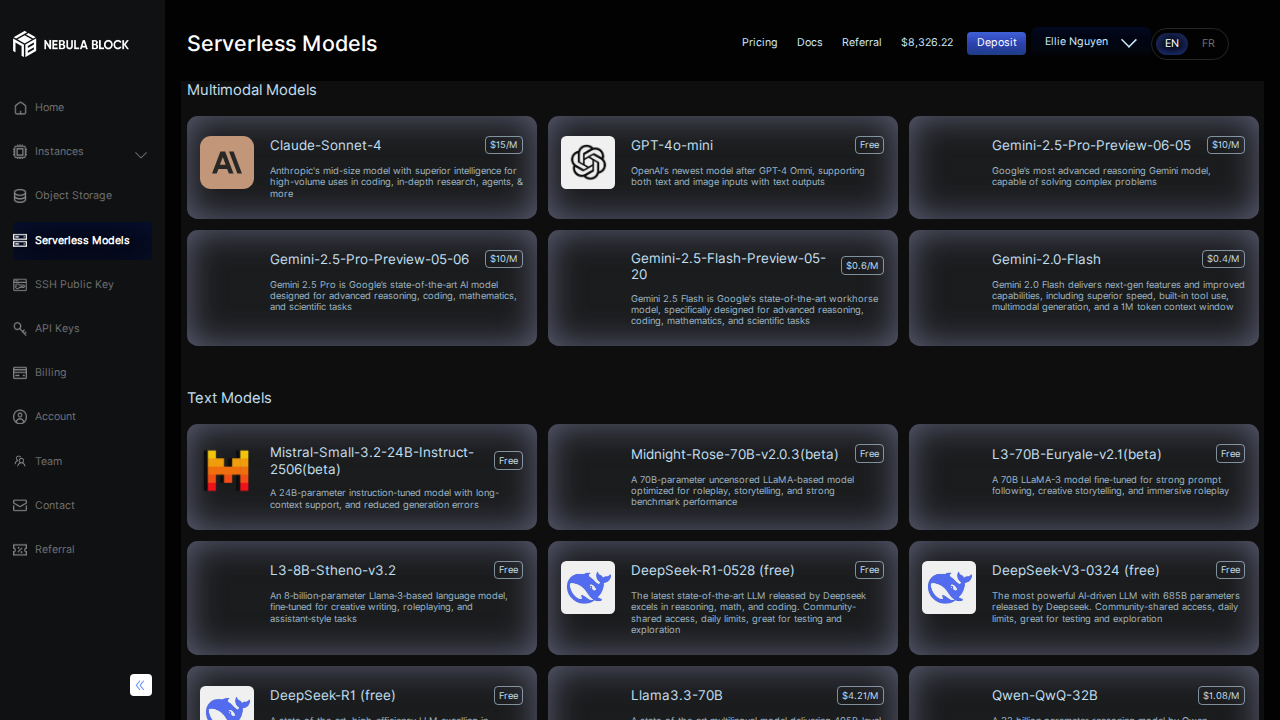 NEBULA BLOCK
Home
Instances
Object Storage
Serverless Models
SSH Public Key
API Keys
Billing
Account
Team
Contact
Referral
Serverless Models
Pricing
Docs
Referral
$8,326.22
Deposit
Ellie Nguyen
EN
FR
Multimodal Models
Claude-Sonnet-4
$15/M
Anthropic's mid-size model with superior intelligence for
high-volume uses in coding, in-depth research, agents, &
more
GPT-4o-mini
Free
OpenAI's newest model after GPT-4 Omni, supporting
both text and image inputs with text outputs
Gemini-2.5-Pro-Preview-06-05
$10/M
Google's most advanced reasoning Gemini model,
capable of solving complex problems
Gemini-2.5-Pro-Preview-05-06
$10/M
Gemini 2.5 Pro is Google's state-of-the-art AI model
designed for advanced reasoning, coding, mathematics,
and scientific tasks
Gemini-2.5-Flash-Preview-05-
20
$0.6/M
Gemini 2.5 Flash is Google's state-of-the-art workhorse
model, specifically designed for advanced reasoning,
coding, mathematics, and scientific tasks
Gemini-2.0-Flash
$0.4/M
Gemini 2.0 Flash delivers next-gen features and improved
capabilities, including superior speed, built-in tool use,
multimodal generation, and a 1M token context window
Text Models
Mistral-Small-3.2-24B-Instruct-
2506(beta)
Free
A 24B-parameter instruction-tuned model with long-
context support, and reduced generation errors
Midnight-Rose-70B-v2.0.3(beta)
Free
A 70B-parameter uncensored LLaMA-based model
optimized for roleplay, storytelling, and strong
benchmark performance
L3-70B-Euryale-v2.1(beta)
Free
A 70B LLaMA-3 model fine-tuned for strong prompt
following, creative storytelling, and immersive roleplay
L3-8B-Stheno-v3.2
Free
An 8-billion-parameter Llama-3-based language model,
fine-tuned for creative writing, roleplaying, and
assistant-style tasks
DeepSeek-R1-0528 (free)
Free
The latest state-of-the-art LLM released by Deepseek
excels in reasoning, math, and coding. Community-
shared access, daily limits, great for testing and
exploration
DeepSeek-V3-0324 (free)
Free
The most powerful AI-driven LLM with 685B parameters
released by Deepseek. Community-shared access, daily
limits, great for testing and exploration
DeepSeek-R1 (free)
Free
Llama3.3-70B
$4.21/M
Qwen-QwQ-32B
$1.08/M